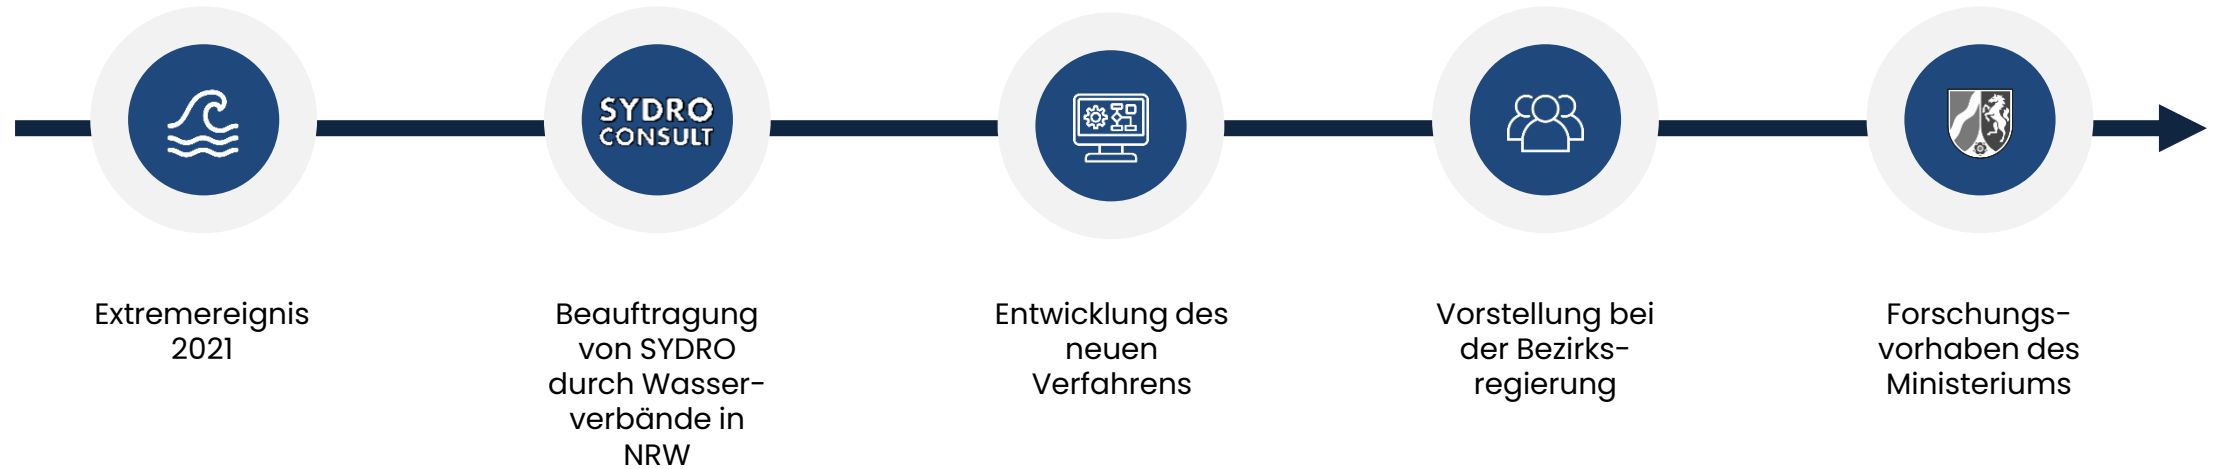 SYDRO
CONSULT
Extremereignis
2021
Beauftragung
von SYDRO
durch Wasser-
verbände in
NRW
Entwicklung des
neuen
Verfahrens
Vorstellung bei
der Bezirks-
regierung
Forschungs-
vorhaben des
Ministeriums